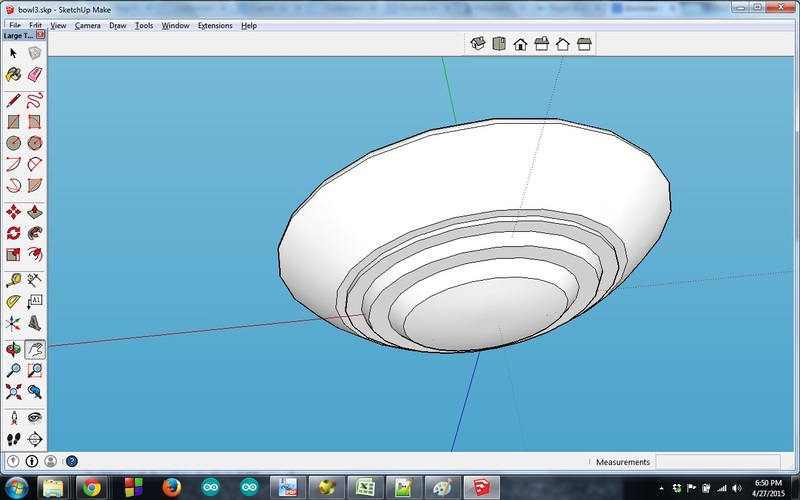 bowl3.skp - SketchUp Make
File Edit View Camera Draw Tools Window Extensions Help
Large T...
A1
Measurements
6:50 PM
4/27/2015